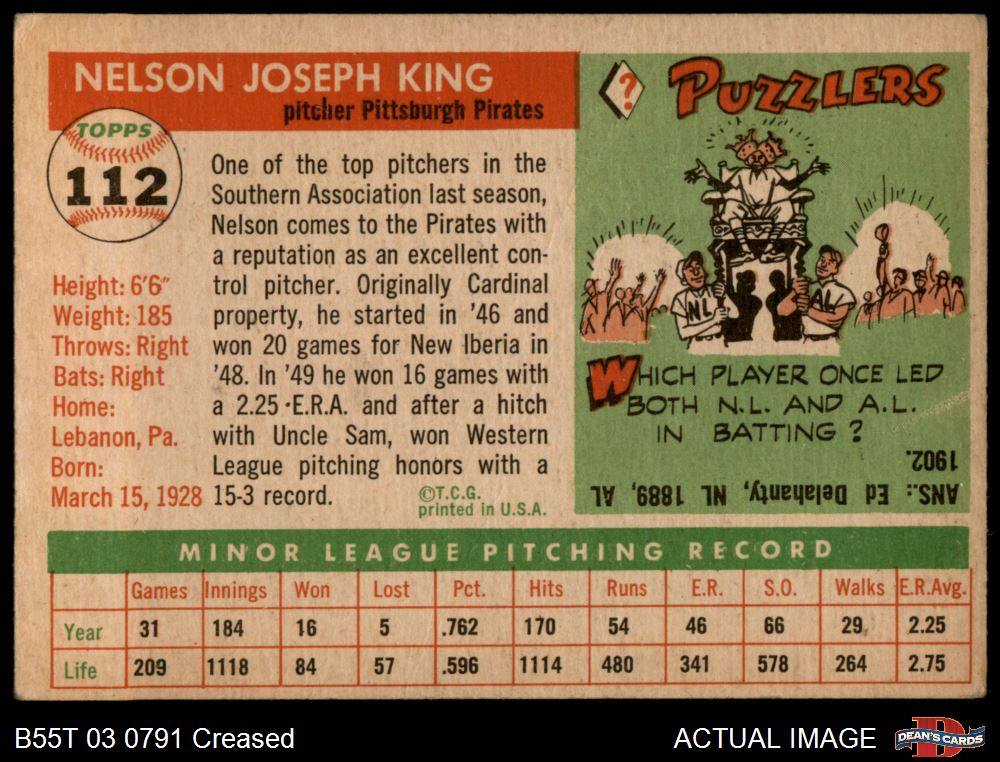 NELSON JOSEPH KING
pitcher Pittsburgh Pirates
TOPPS
112
Height: 6'6"
Weight: 185
Throws: Right
Bats: Right
Home:
Lebanon, Pa.
Born:
March 15, 1928
One of the top pitchers in the
Southern Association last season,
Nelson comes to the Pirates with
a reputation as an excellent con-
trol pitcher. Originally Cardinal
property, he started in '46 and
won 20 games for New Iberia in
'48. In '49 he won 16 games with
a 2.25 E.R.A. and after a hitch
with Uncle Sam, won Western
League pitching honors with a
15-3 record.
©T.C.G.
printed in U.S.A.
?
PUZZLERS
NL
AL
WHICH PLAYER ONCE LED
BOTH N.L. AND A.L.
IN BATTING ?
ANS.: Ed Delahanty, NL 1889, AL
1902.
MINOR LEAGUE PITCHING RECORD
Games Innings Won Lost Pct. Hits Runs E.R. S.O. Walks E.R.Avg.
Year 31 184 16 5 .762 170 54 46 66 29 2.25
Life 209 1118 84 57 .596 1114 480 341 578 264 2.75
B55T 03 0791 Creased
ACTUAL IMAGE
D
DEAN'S CARDS